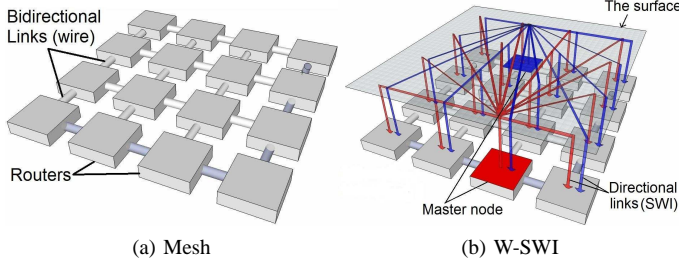 Bidirectional
Links (wire)
Routers
(a) Mesh
The surface
Master node
Directional
links (SWI)
(b) W-SWI